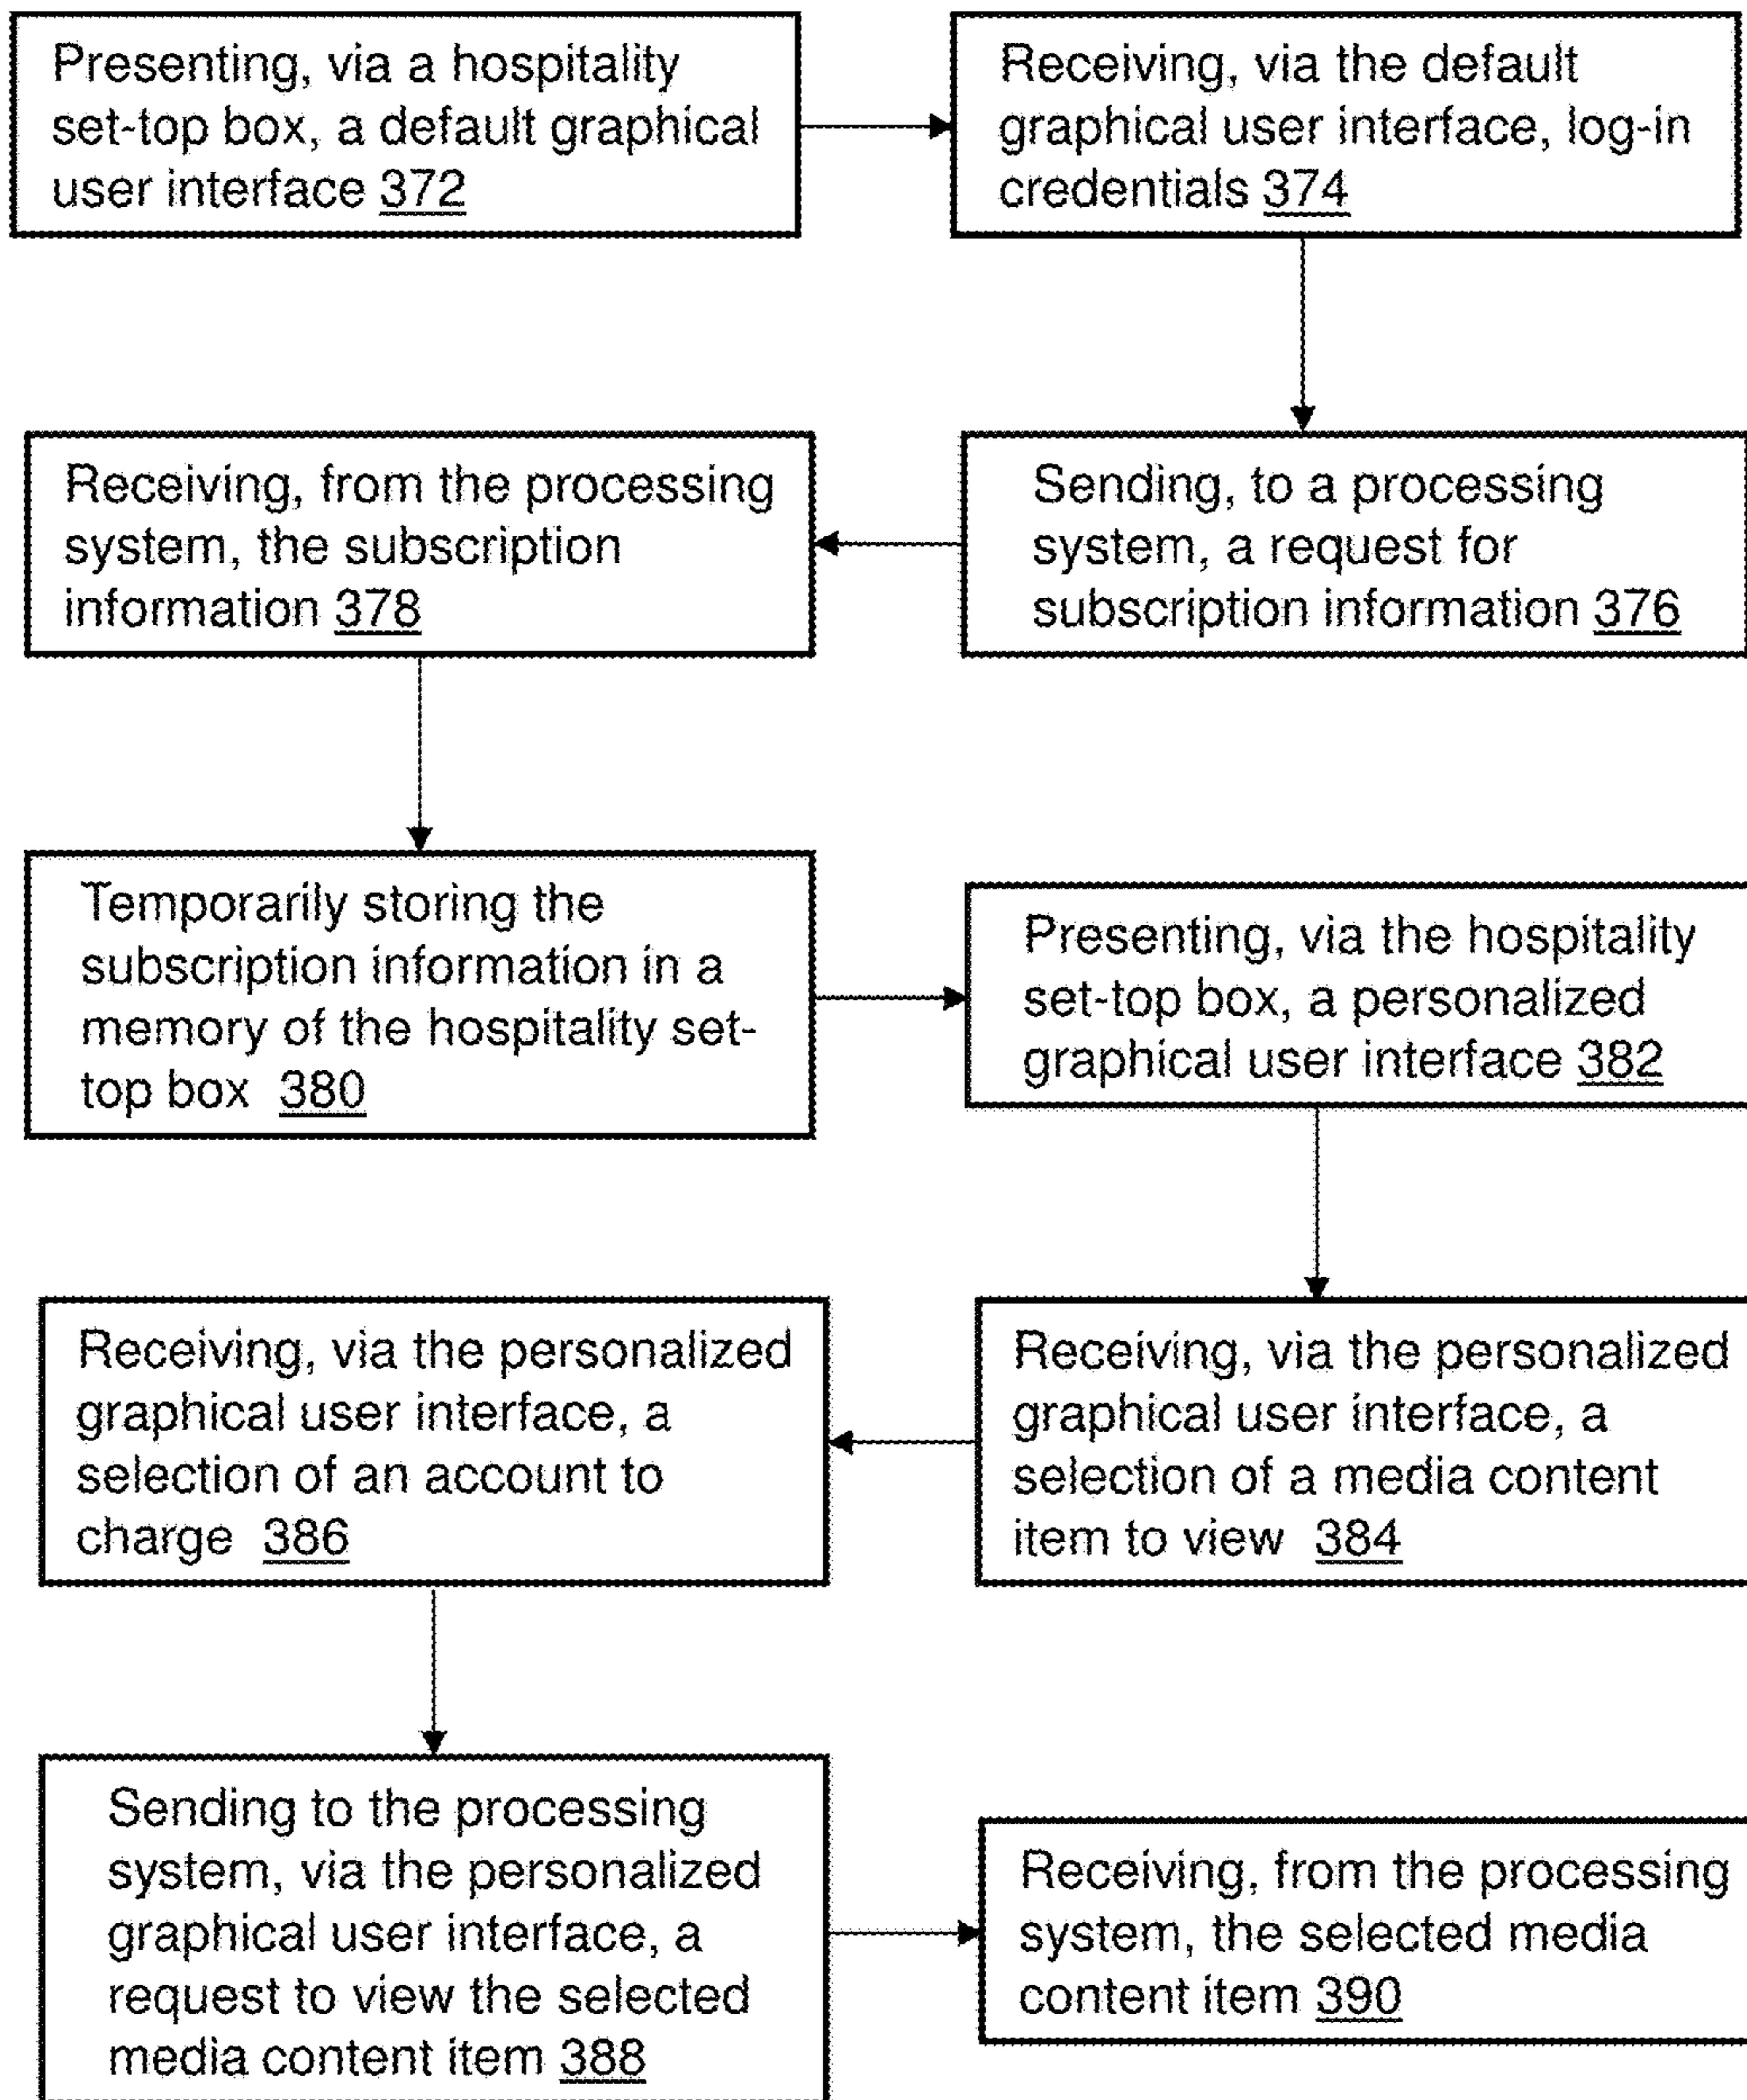 Presenting, via a hospitality
set-top box, a default graphical
user interface 372
Receiving, via the default
graphical user interface, log-in
credentials 374
Sending, to a processing
system, a request for
subscription information 376
Receiving, from the processing
system, the subscription
information 378
Temporarily storing the
subscription information in a
memory of the hospitality set-
top box 380
Presenting, via the hospitality
set-top box, a personalized
graphical user interface 382
Receiving, via the personalized
graphical user interface, a
selection of a media content
item to view 384
Receiving, via the personalized
graphical user interface, a
selection of an account to
charge 386
Sending to the processing
system, via the personalized
graphical user interface, a
request to view the selected
media content item 388
Receiving, from the processing
system, the selected media
content item 390